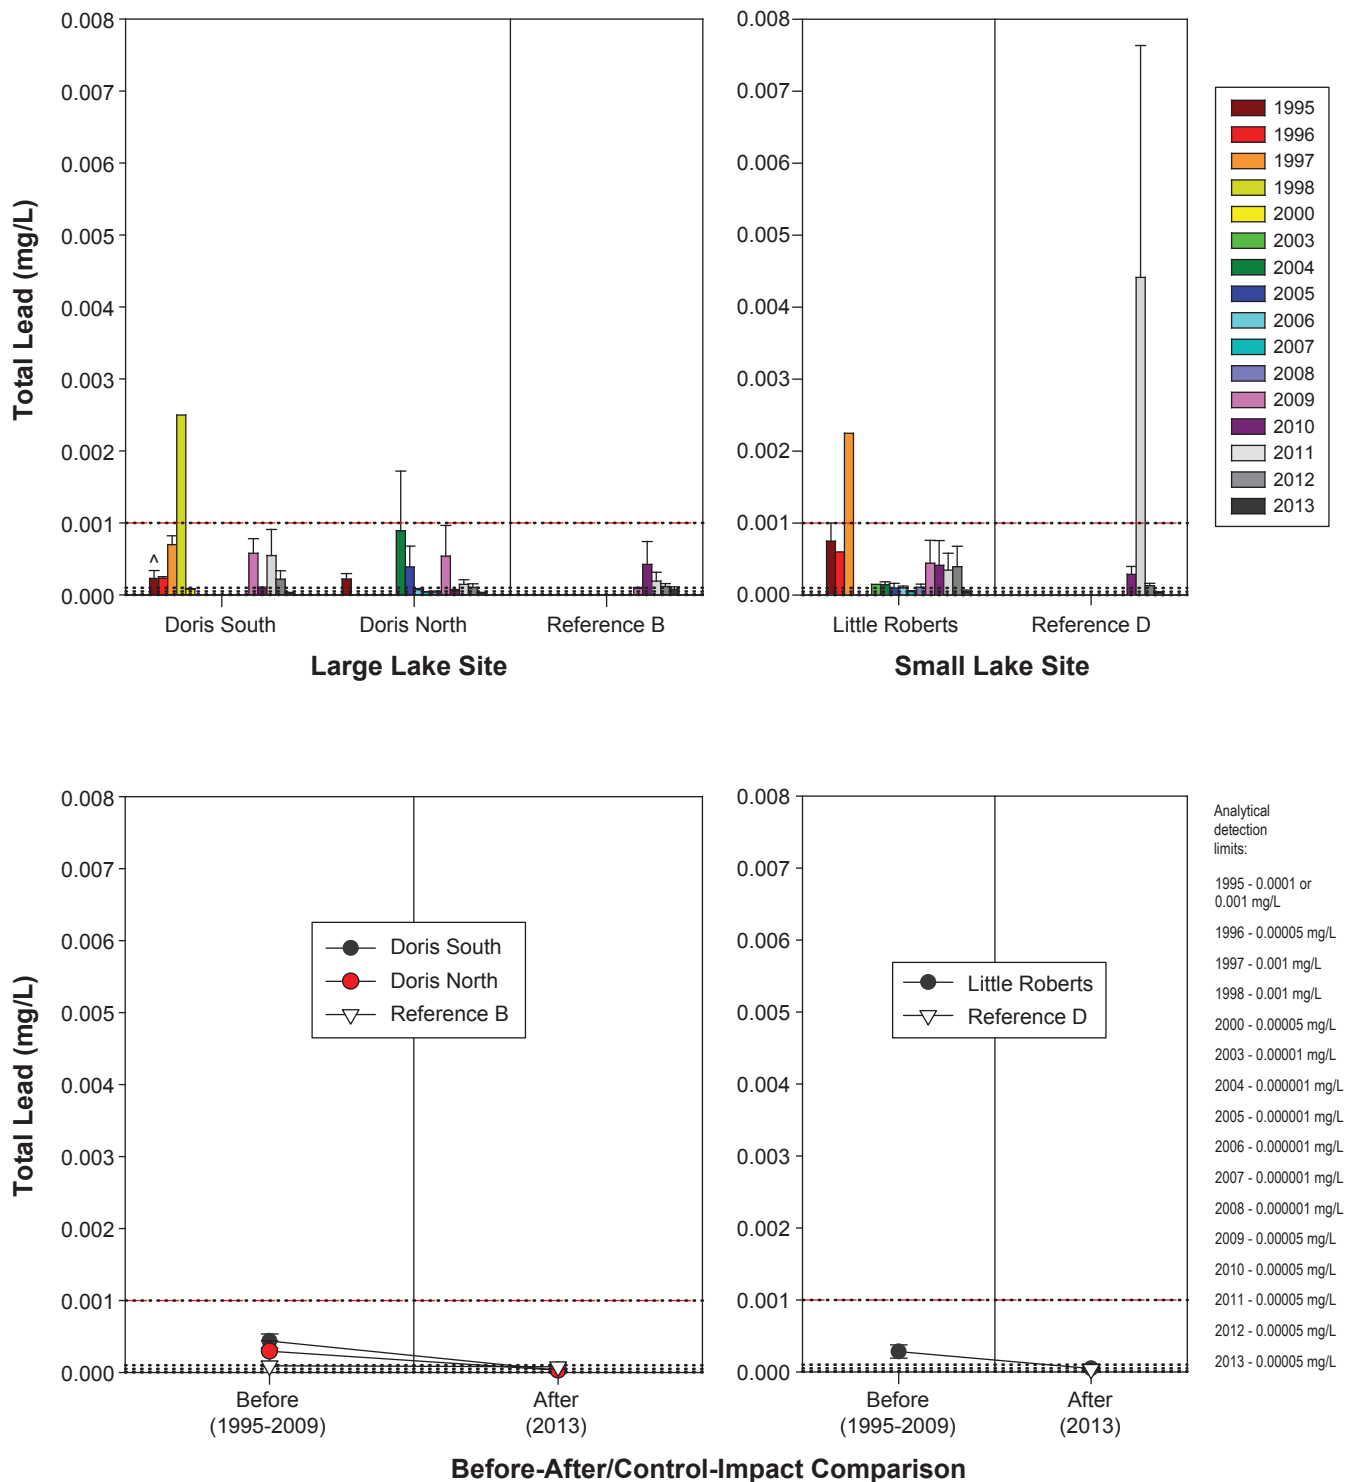 Total Lead (mg/L)
0.008
0.007
0.006
0.005
0.004
0.003
0.002
0.001
0.000
^
Doris South
Doris North
Reference B
Large Lake Site
0.008
0.007
0.006
0.005
0.004
0.003
0.002
0.001
0.000
Little Roberts
Reference D
Small Lake Site
1995
1996
1997
1998
2000
2003
2004
2005
2006
2007
2008
2009
2010
2011
2012
2013
Total Lead (mg/L)
0.008
0.007
0.006
0.005
0.004
0.003
0.002
0.001
0.000
Doris South
Doris North
Reference B
Before
(1995-2009)
After
(2013)
0.008
0.007
0.006
0.005
0.004
0.003
0.002
0.001
0.000
Little Roberts
Reference D
Before
(1995-2009)
After
(2013)
Analytical
detection
limits:
1995 - 0.0001 or
0.001 mg/L
1996 - 0.00005 mg/L
1997 - 0.001 mg/L
1998 - 0.001 mg/L
2000 - 0.00005 mg/L
2003 - 0.00001 mg/L
2004 - 0.000001 mg/L
2005 - 0.000001 mg/L
2006 - 0.000001 mg/L
2007 - 0.000001 mg/L
2008 - 0.000001 mg/L
2009 - 0.00005 mg/L
2010 - 0.00005 mg/L
2011 - 0.00005 mg/L
2012 - 0.00005 mg/L
2013 - 0.00005 mg/L
Before-After/Control-Impact Comparison